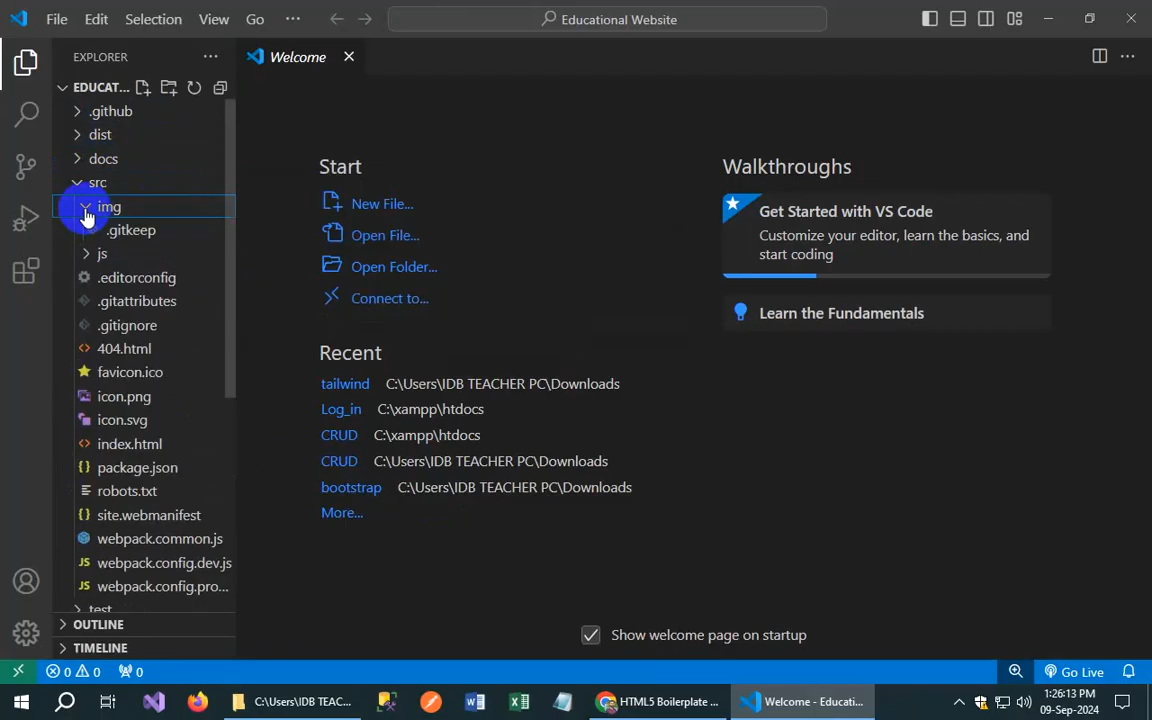 File Edit Selection View Go ··· Educational Website
EXPLORER ···
Welcome
EDUCAT...
.github
dist
docs
src
img
.gitkeep
js
.editorconfig
.gitattributes
.gitignore
404.html
favicon.ico
icon.png
icon.svg
index.html
package.json
robots.txt
site.webmanifest
webpack.common.js
JS webpack.config.dev.js
JS webpack.config.pro...
test
OUTLINE
TIMELINE
Start
New File...
Open File...
Open Folder...
Connect to...
Recent
tailwind C:\Users\IDB TEACHER PC\Downloads
Log_in C:\xampp\htdocs
CRUD C:\xampp\htdocs
CRUD C:\Users\IDB TEACHER PC\Downloads
bootstrap C:\Users\IDB TEACHER PC\Downloads
More...
Walkthroughs
Get Started with VS Code
Customize your editor, learn the basics, and
start coding
Learn the Fundamentals
Show welcome page on startup
0 0 0 Go Live
C:\Users\IDB TEAC... HTML5 Boilerplate ... Welcome - Educati...
1:26:13 PM
09-Sep-2024